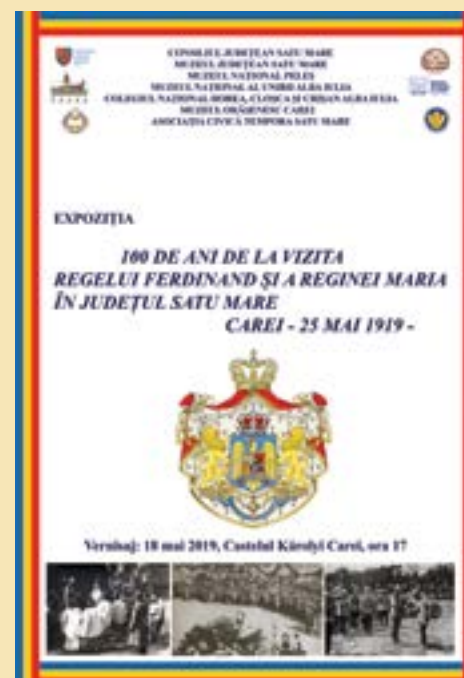 CONSILIUL JUDEȚEAN SATU MARE
MUZEUL JUDEȚEAN SATU MARE
MUZEUL NAȚIONAL PELEȘ
MUZEUL NAȚIONAL AL UNIRII ALBA IULIA
COLEGIUL NAȚIONAL HOREA, CLOȘCA ȘI CRIȘAN ALBA IULIA
MUZEUL ORĂȘENESC CAREI
ASOCIAȚIA CIVICĂ TEMPORA SATU MARE
EXPOZIȚIA
100 DE ANI DE LA VIZITA
REGELUI FERDINAND ȘI A REGINEI MARIA
ÎN JUDEȚUL SATU MARE
CAREI - 25 MAI 1919 -
Vernisaj: 18 mai 2019, Castelul Károlyi Carei, ora 17